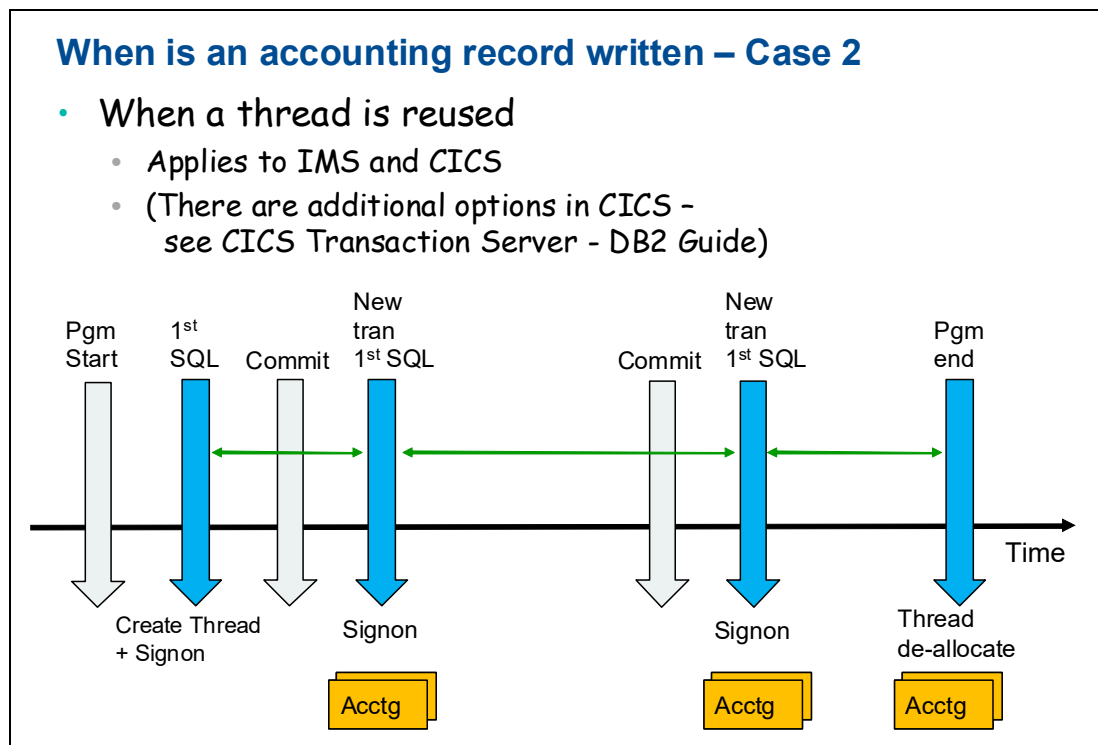 When is an accounting record written – Case 2
• When a thread is reused
• Applies to IMS and CICS
• (There are additional options in CICS –
see CICS Transaction Server - DB2 Guide)
Pgm
Start
1st
SQL
Commit
New
tran
1st SQL
Commit
New
tran
1st SQL
Pgm
end
Time
Create Thread
+ Signon
Signon
Signon
Thread
de-allocate
Acctg
Acctg
Acctg